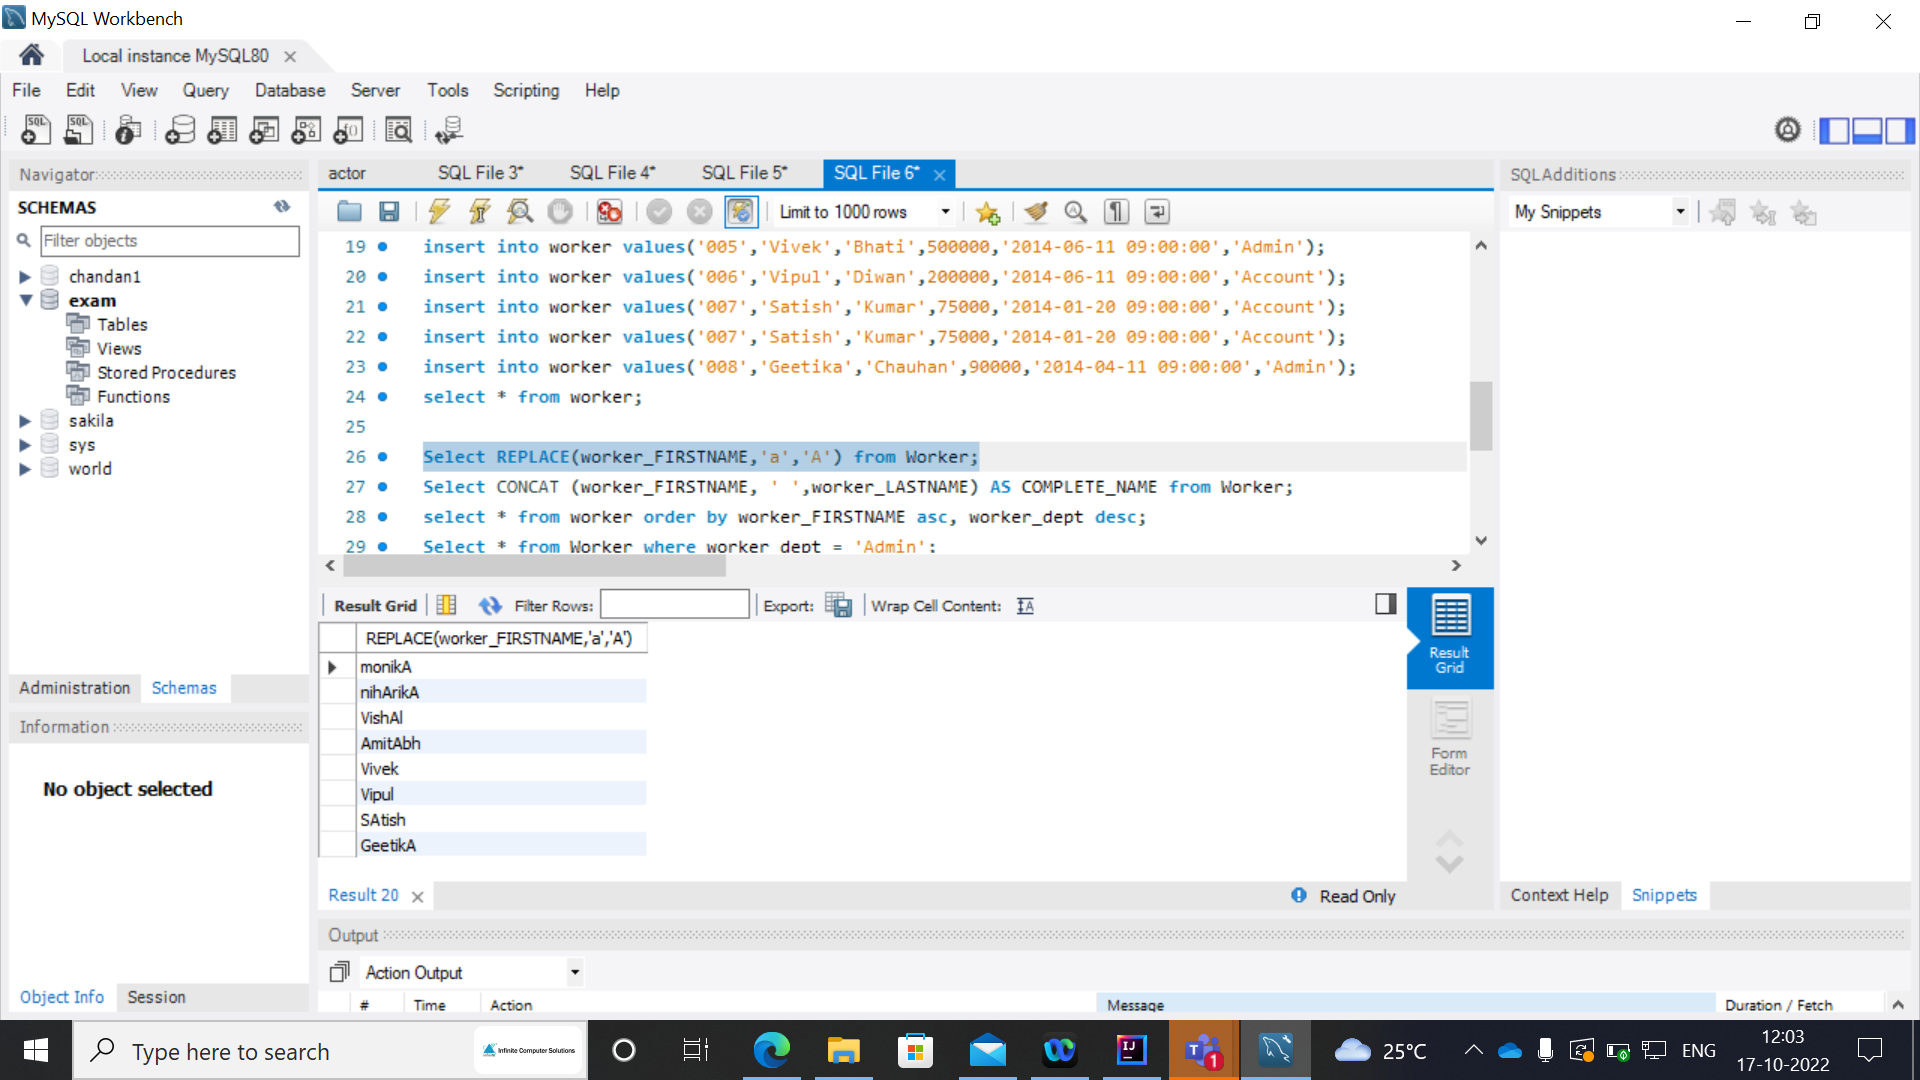 MySQL Workbench
Local instance MySQL80
File Edit View Query Database Server Tools Scripting Help
Navigator
SCHEMAS
Filter objects
chandan1
exam
Tables
Views
Stored Procedures
Functions
sakila
sys
world
Administration Schemas
Information
No object selected
Object Info Session
actor SQL File 3* SQL File 4* SQL File 5* SQL File 6*
Limit to 1000 rows
19 insert into worker values('005','Vivek','Bhati',500000,'2014-06-11 09:00:00','Admin');
20 insert into worker values('006','Vipul','Diwan',200000,'2014-06-11 09:00:00','Account');
21 insert into worker values('007','Satish','Kumar',75000,'2014-01-20 09:00:00','Account');
22 insert into worker values('007','Satish','Kumar',75000,'2014-01-20 09:00:00','Account');
23 insert into worker values('008','Geetika','Chauhan',90000,'2014-04-11 09:00:00','Admin');
24 select * from worker;
25
26 Select REPLACE(worker_FIRSTNAME,'a','A') from Worker;
27 Select CONCAT (worker_FIRSTNAME, ' ',worker_LASTNAME) AS COMPLETE_NAME from Worker;
28 select * from worker order by worker_FIRSTNAME asc, worker_dept desc;
29 Select * from Worker where worker_dept = 'Admin';
Result Grid Filter Rows: Export: Wrap Cell Content:
REPLACE(worker_FIRSTNAME,'a','A')
monikA
nihArikA
VishAl
AmitAbh
Vivek
Vipul
SAtish
GeetikA
Result Grid
Form Editor
Result 20
Read Only
Output
Action Output
# Time Action Message Duration / Fetch
SQLAdditions
My Snippets
Context Help Snippets
Type here to search
Infinite Computer Solutions
25°C
ENG
12:03
17-10-2022